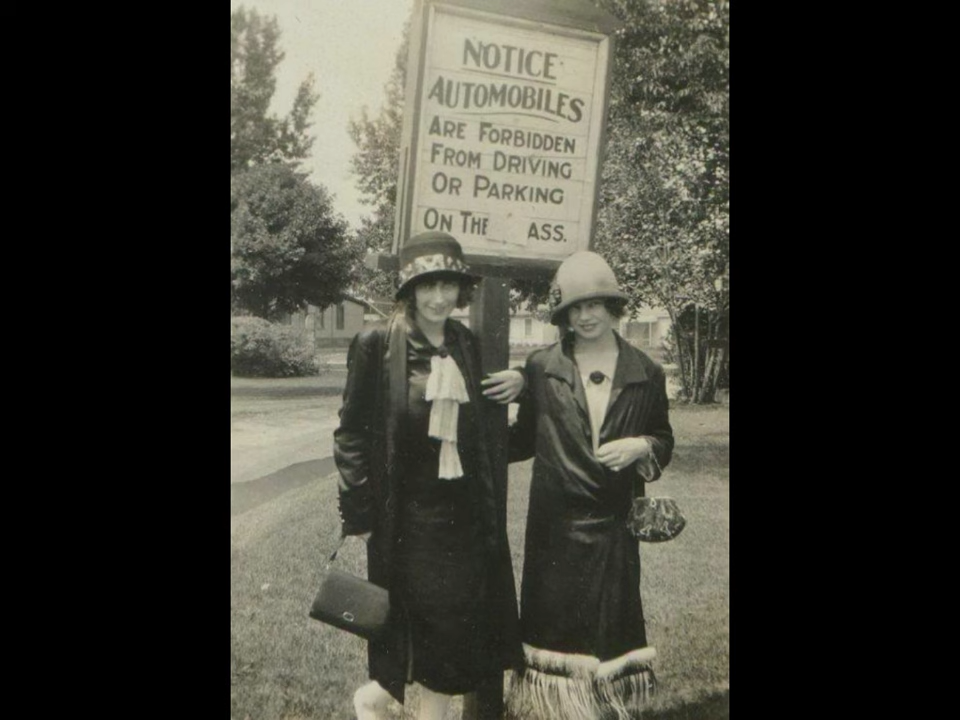 NOTICE
AUTOMOBILES
ARE FORBIDDEN
FROM DRIVING
OR PARKING
ON THE ASS.